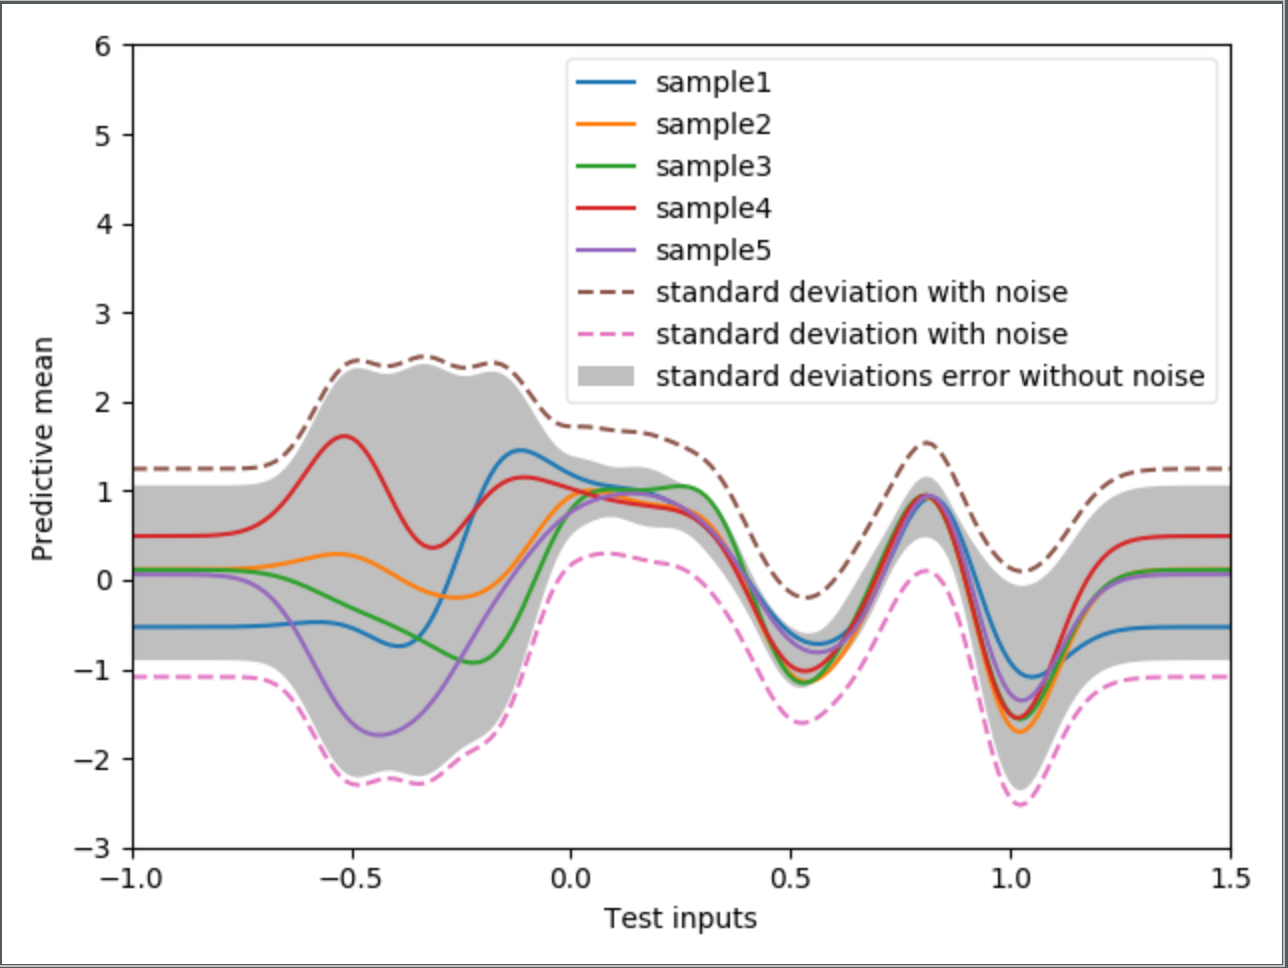 6
5
4
3
2
1
0
−1
−2
−3
Predictive mean
sample1
sample2
sample3
sample4
sample5
standard deviation with noise
standard deviation with noise
standard deviations error without noise
−1.0 −0.5 0.0 0.5 1.0 1.5
Test inputs